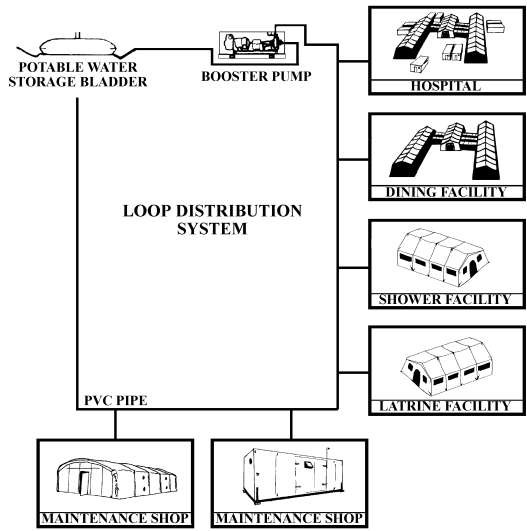 POTABLE WATER
STORAGE BLADDER
BOOSTER PUMP
HOSPITAL
DINING FACILITY
LOOP DISTRIBUTION
SYSTEM
SHOWER FACILITY
LATRINE FACILITY
PVC PIPE
MAINTENANCE SHOP
MAINTENANCE SHOP